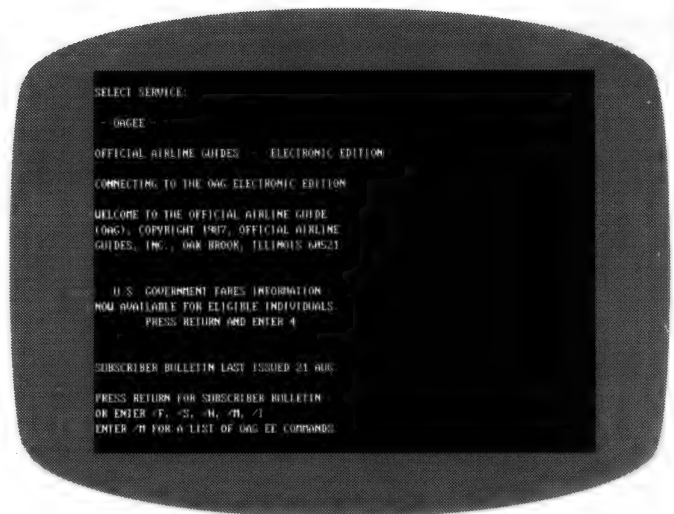 SELECT SERVICE:
- OAGEE -
OFFICIAL AIRLINE GUIDES - ELECTRONIC EDITION
CONNECTING TO THE OAG ELECTRONIC EDITION
WELCOME TO THE OFFICIAL AIRLINE GUIDE
(OAG), COPYRIGHT 1987, OFFICIAL AIRLINE
GUIDES, INC., OAK BROOK, ILLINOIS 60521
U.S. GOVERNMENT FARES INFORMATION
NOW AVAILABLE FOR ELIGIBLE INDIVIDUALS.
PRESS RETURN AND ENTER 4
SUBSCRIBER BULLETIN LAST ISSUED 21 AUG
PRESS RETURN FOR SUBSCRIBER BULLETIN
OR ENTER /F, /S, /H, /M, /I
ENTER /M FOR A LIST OF OAG EE COMMANDS